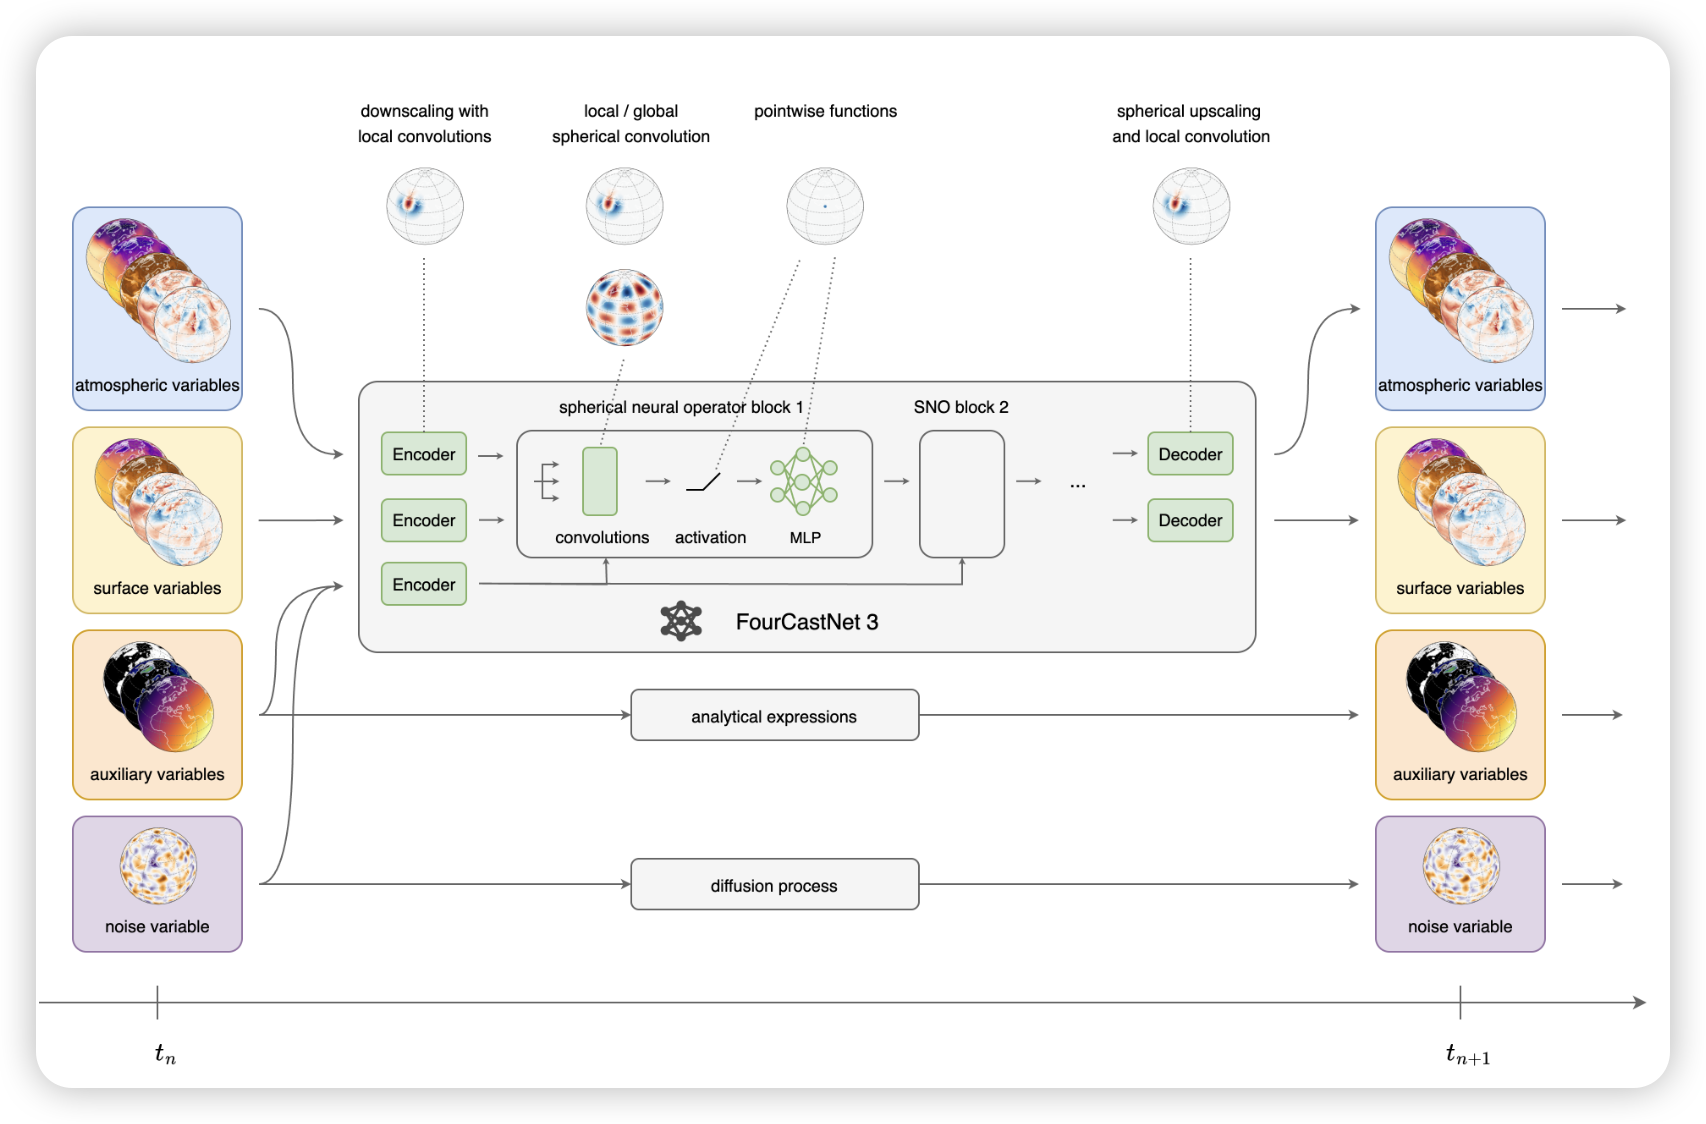 downscaling with
local convolutions
local / global
spherical convolution
pointwise functions
spherical upscaling
and local convolution
atmospheric variables
surface variables
auxiliary variables
noise variable
spherical neural operator block 1
SNO block 2
Encoder
Encoder
Encoder
convolutions
activation
MLP
...
Decoder
Decoder
FourCastNet 3
analytical expressions
diffusion process
atmospheric variables
surface variables
auxiliary variables
noise variable
tₙ
tₙ₊₁